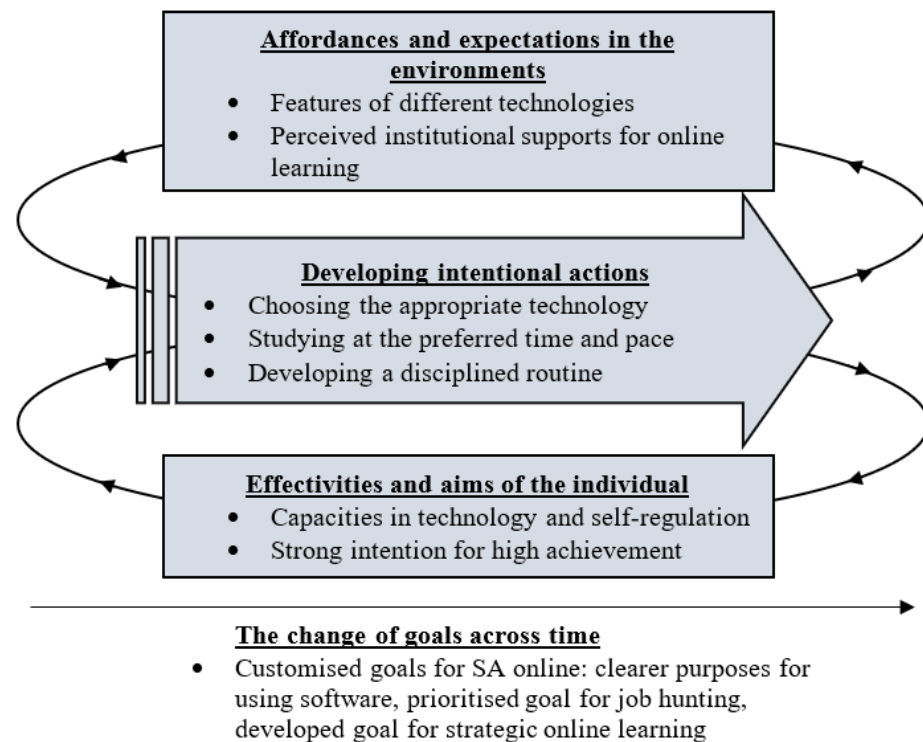 Affordances and expectations in the
environments
• Features of different technologies
• Perceived institutional supports for online
learning
Developing intentional actions
• Choosing the appropriate technology
• Studying at the preferred time and pace
• Developing a disciplined routine
Effectivities and aims of the individual
• Capacities in technology and self-regulation
• Strong intention for high achievement
The change of goals across time
• Customised goals for SA online: clearer purposes for
using software, prioritised goal for job hunting,
developed goal for strategic online learning